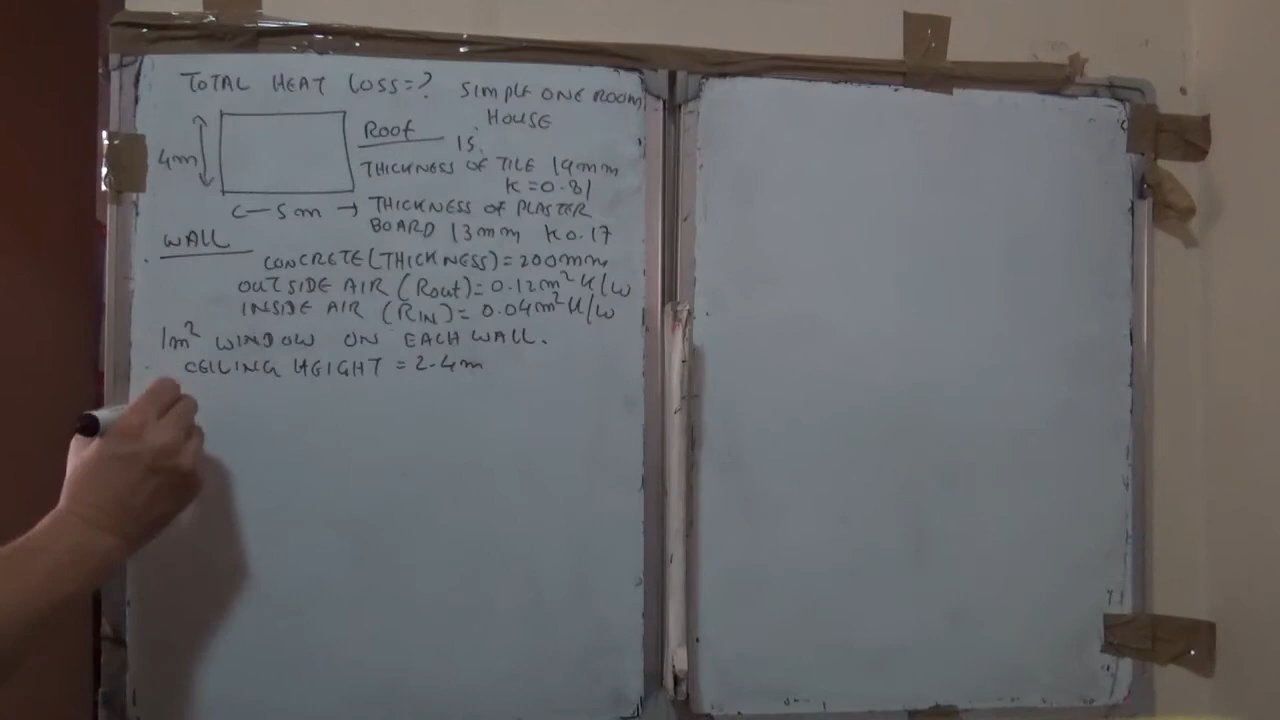 TOTAL HEAT LOSS=? SIMPLE ONE ROOM
HOUSE
4m
ROOF
IS.
THICKNESS OF TILE 19mm
K=0.81
5m
THICKNESS OF PLASTER
BOARD 13mm K0.17
WALL
CONCRETE(THICKNESS)=200mm
OUTSIDE AIR (ROUT)=0.12m²K/W
INSIDE AIR (RIN)=0.04m²K/W
1m² WINDOW ON EACH WALL.
CEILING HEIGHT = 2.4m